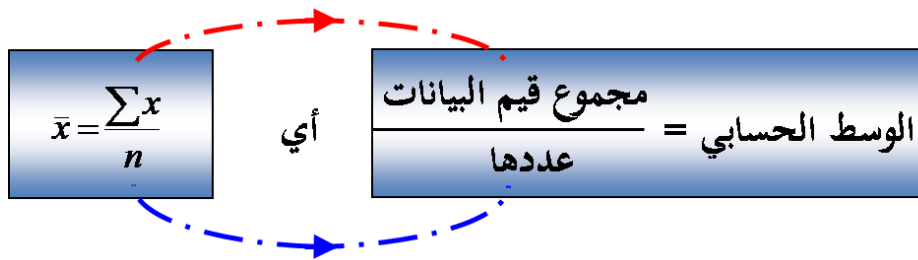 الوسط الحسابي = مجموع قيم البيانات / عددها
أي
x̄ = ∑x / n